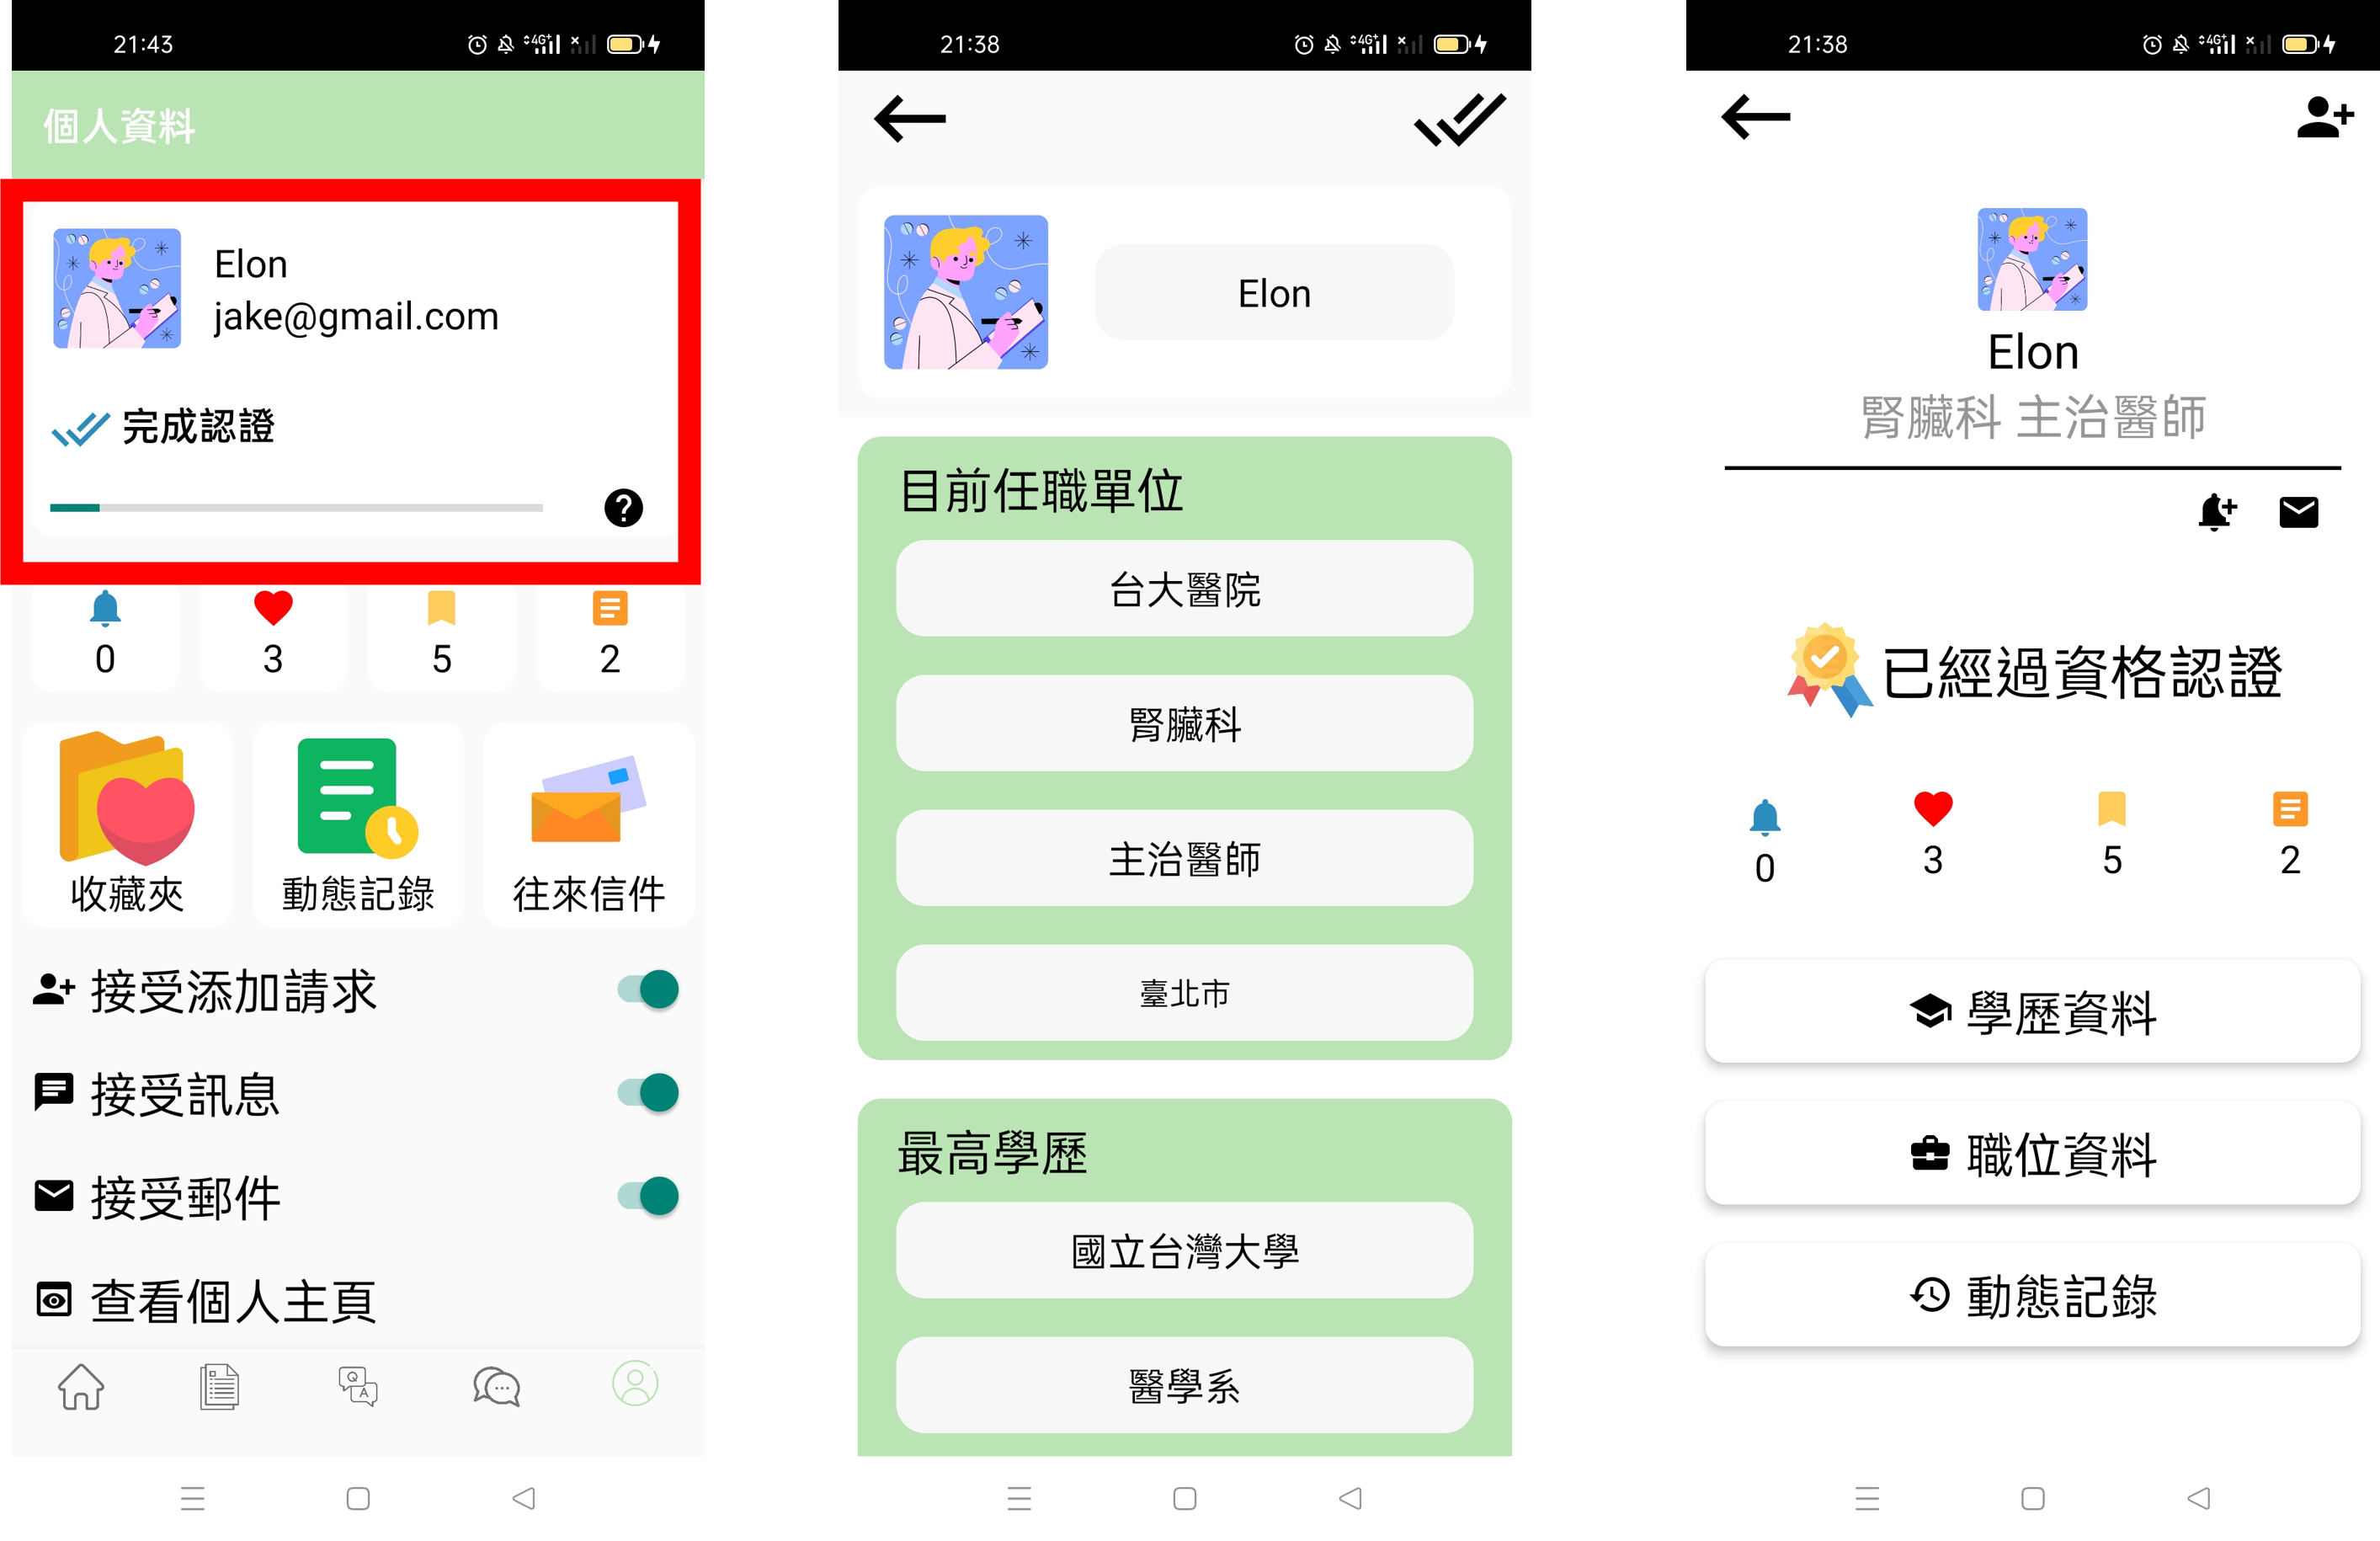 21:43
4G+
個人資料
Elon
jake@gmail.com
完成認證
?
0
3
5
2
收藏夾
動態記錄
往來信件
接受添加請求
接受訊息
接受郵件
查看個人主頁
Q
A
21:38
4G+
Elon
目前任職單位
台大醫院
腎臟科
主治醫師
臺北市
最高學歷
國立台灣大學
醫學系
21:38
4G+
Elon
腎臟科 主治醫師
已經過資格認證
0
3
5
2
學歷資料
職位資料
動態記錄